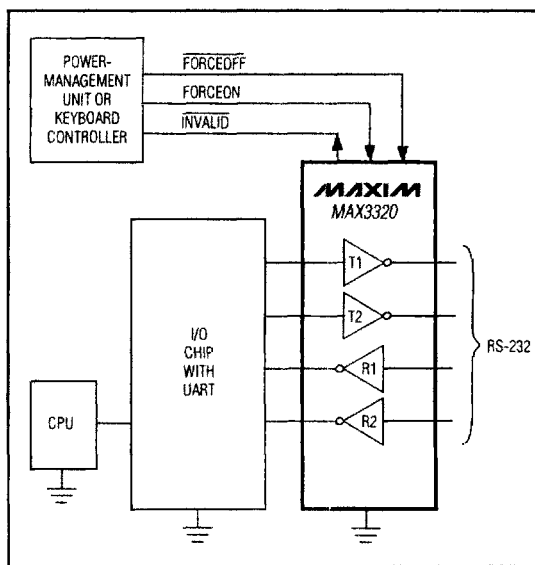 POWER-
MANAGEMENT
UNIT OR
KEYBOARD
CONTROLLER
FORCEOFF
FORCEON
INVALID
MAXIM
MAX3320
T1
T2
R1
R2
I/O
CHIP
WITH
UART
CPU
RS-232